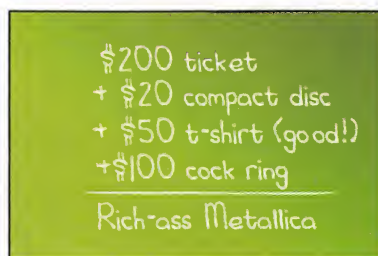 $200 ticket
+ $20 compact disc
+ $50 t-shirt (good!)
+$100 cock ring
Rich-ass Metallica